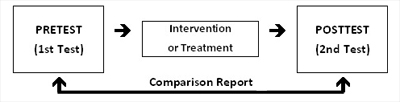 PRETEST
(1st Test)
Intervention
or Treatment
POSTTEST
(2nd Test)
Comparison Report